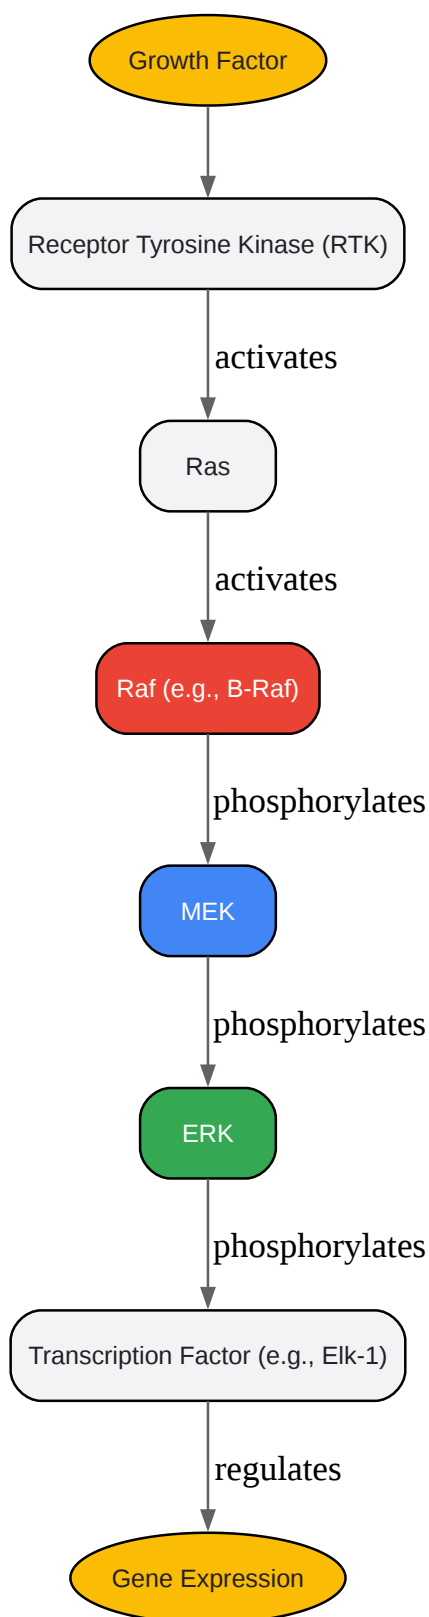 Growth Factor
Receptor Tyrosine Kinase (RTK)
activates
Ras
activates
Raf (e.g., B-Raf)
phosphorylates
MEK
phosphorylates
ERK
phosphorylates
Transcription Factor (e.g., Elk-1)
regulates
Gene Expression